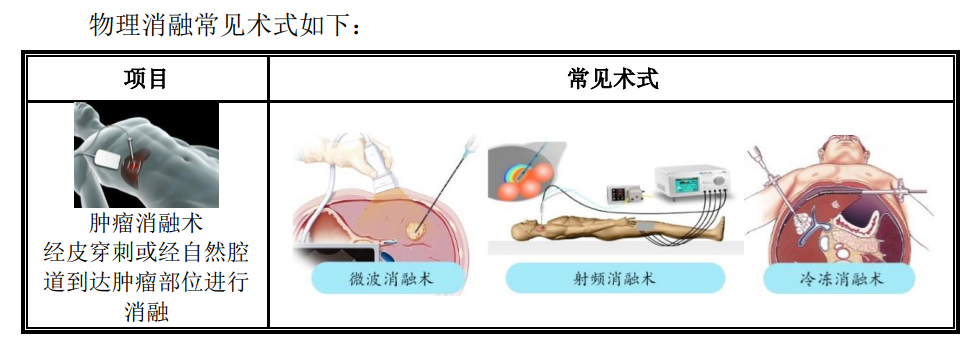 物理消融常见术式如下：
项目
常见术式
肿瘤消融术
经皮穿刺或经自然腔
道到达肿瘤部位进行
消融
微波消融术
射频消融术
冷冻消融术